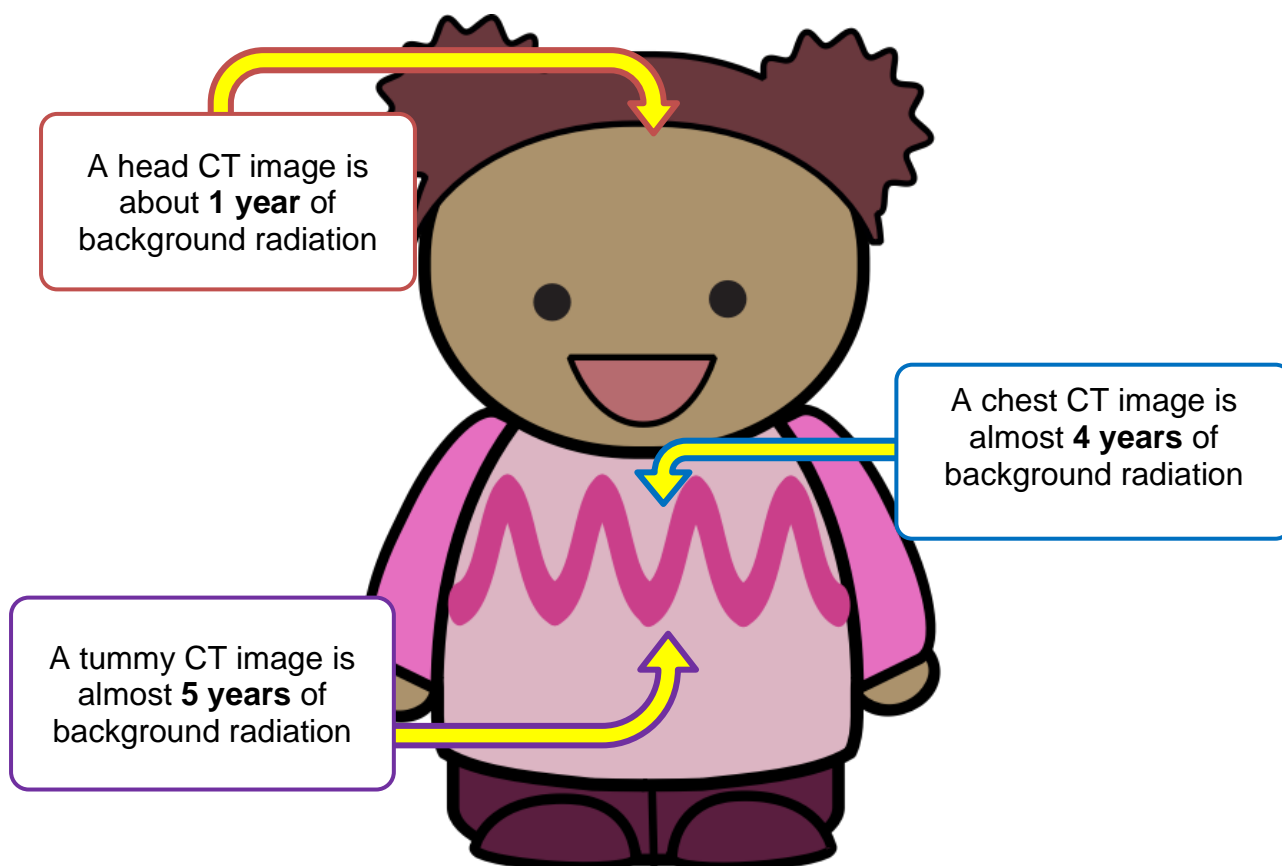 A head CT image is
about 1 year of
background radiation
A chest CT image is
almost 4 years of
background radiation
A tummy CT image is
almost 5 years of
background radiation